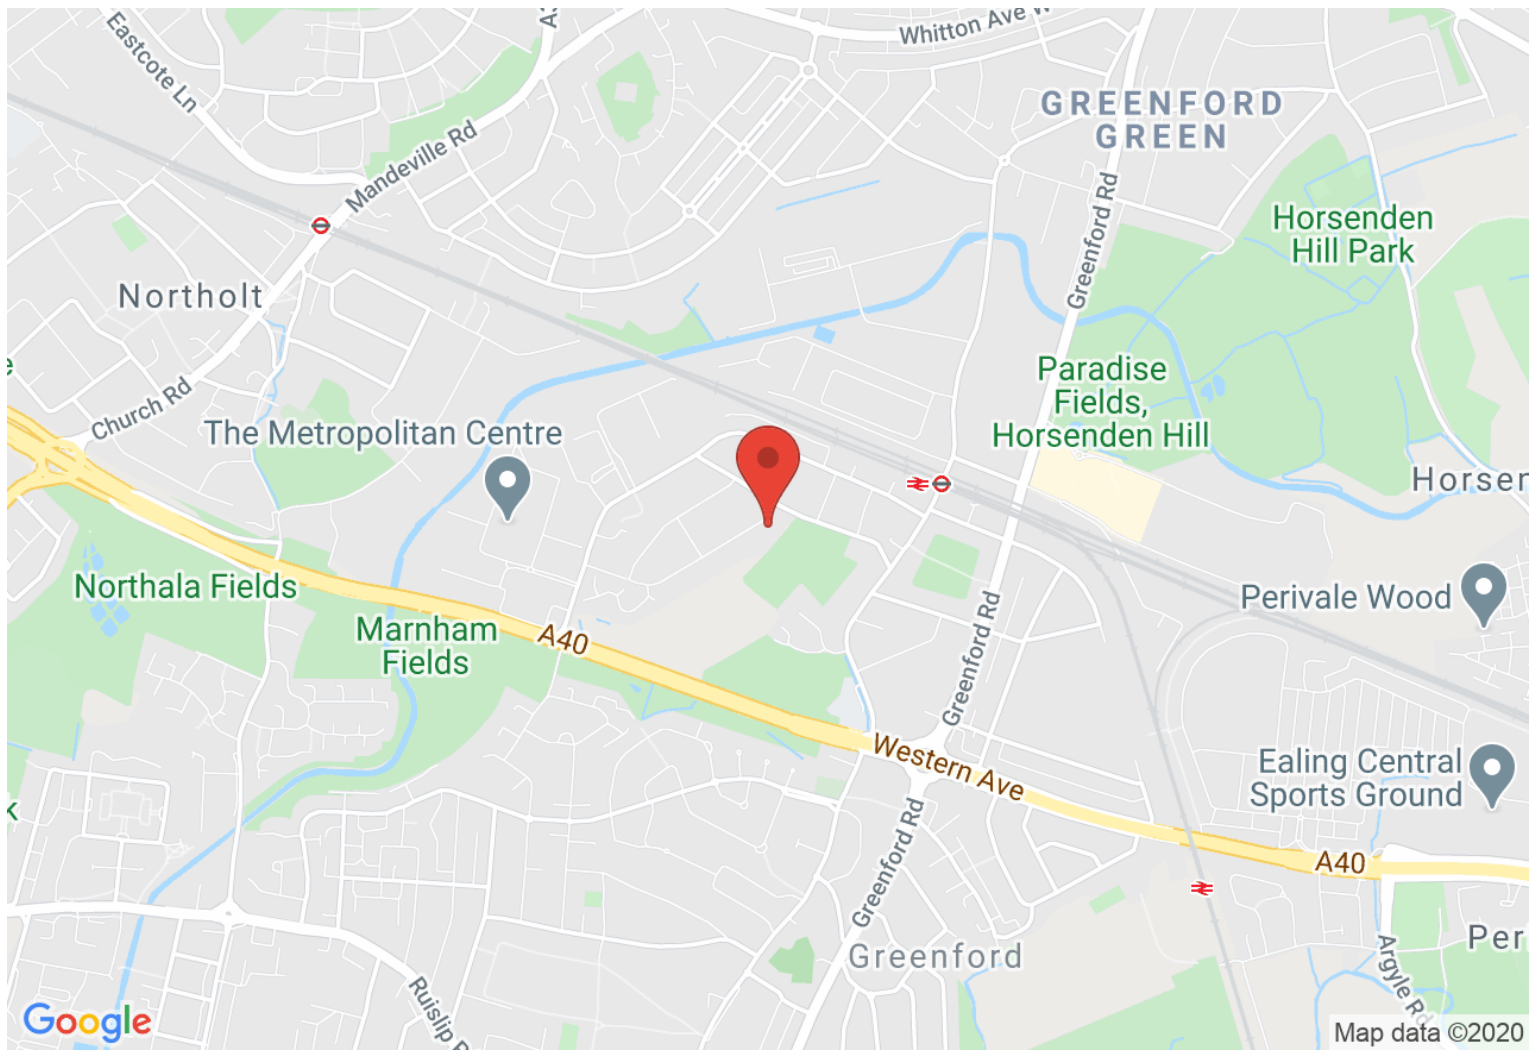 Whitton Ave W
Eastcote Ln
GREENFORD
GREEN
Mandeville Rd
Greenford Rd
Horsenden
Hill Park
Northolt
Paradise
Fields,
Horsenden Hill
Church Rd
The Metropolitan Centre
Horsen
Northala Fields
Perivale Wood
Marnham
Fields
A40
Greenford Rd
Western Ave
Ealing Central
Sports Ground
Greenford Rd
A40
Greenford
Per
Argyle Rd
Ruislip
Google
Map data ©2020